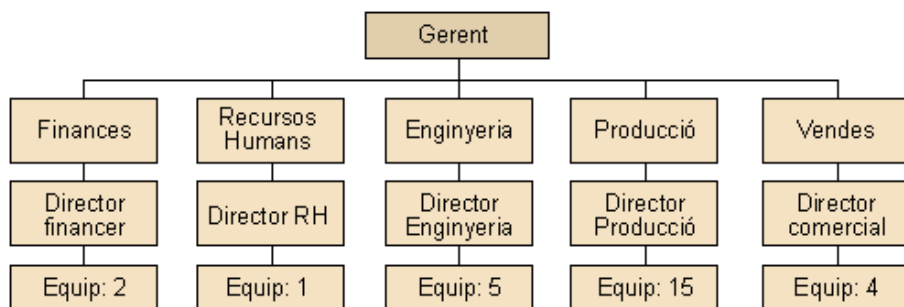 Gerent
Finances
Recursos
Humans
Enginyeria
Producció
Vendes
Director
financer
Director RH
Director
Enginyeria
Director
Producció
Director
comercial
Equip: 2
Equip: 1
Equip: 5
Equip: 15
Equip: 4